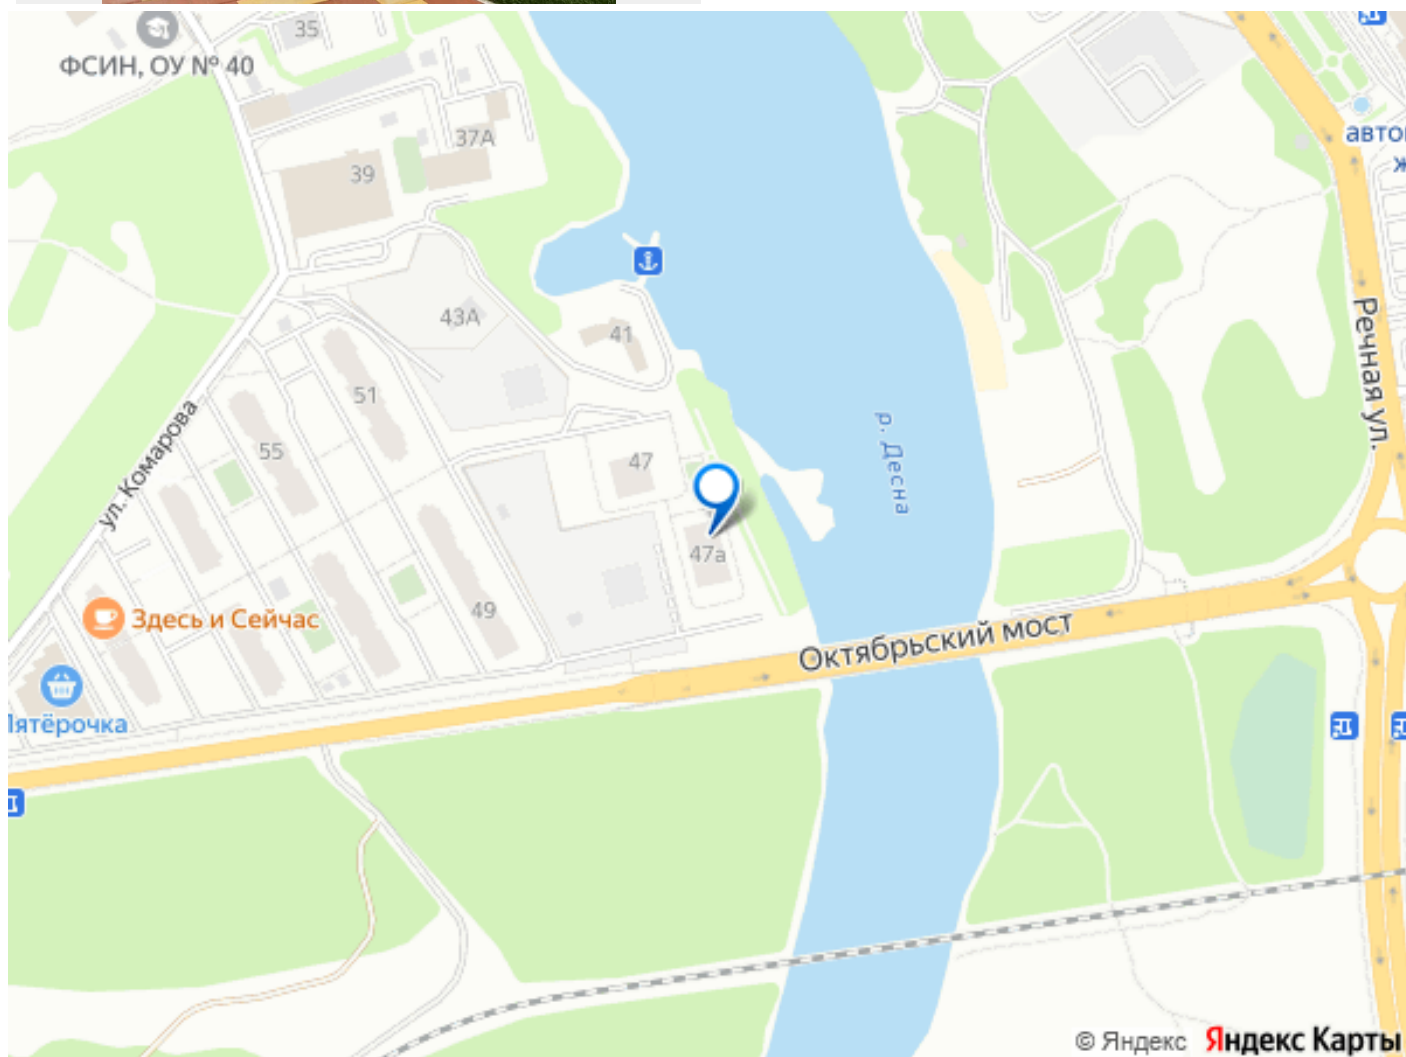 35
ФСИН, ОУ № 40
37А
39
авто
ж
43А
41
Речная ул.
51
ул. Комарова
55
47
р. Десна
47а
49
Здесь и Сейчас
Октябрьский мост
Пятёрочка
© Яндекс Яндекс Карты